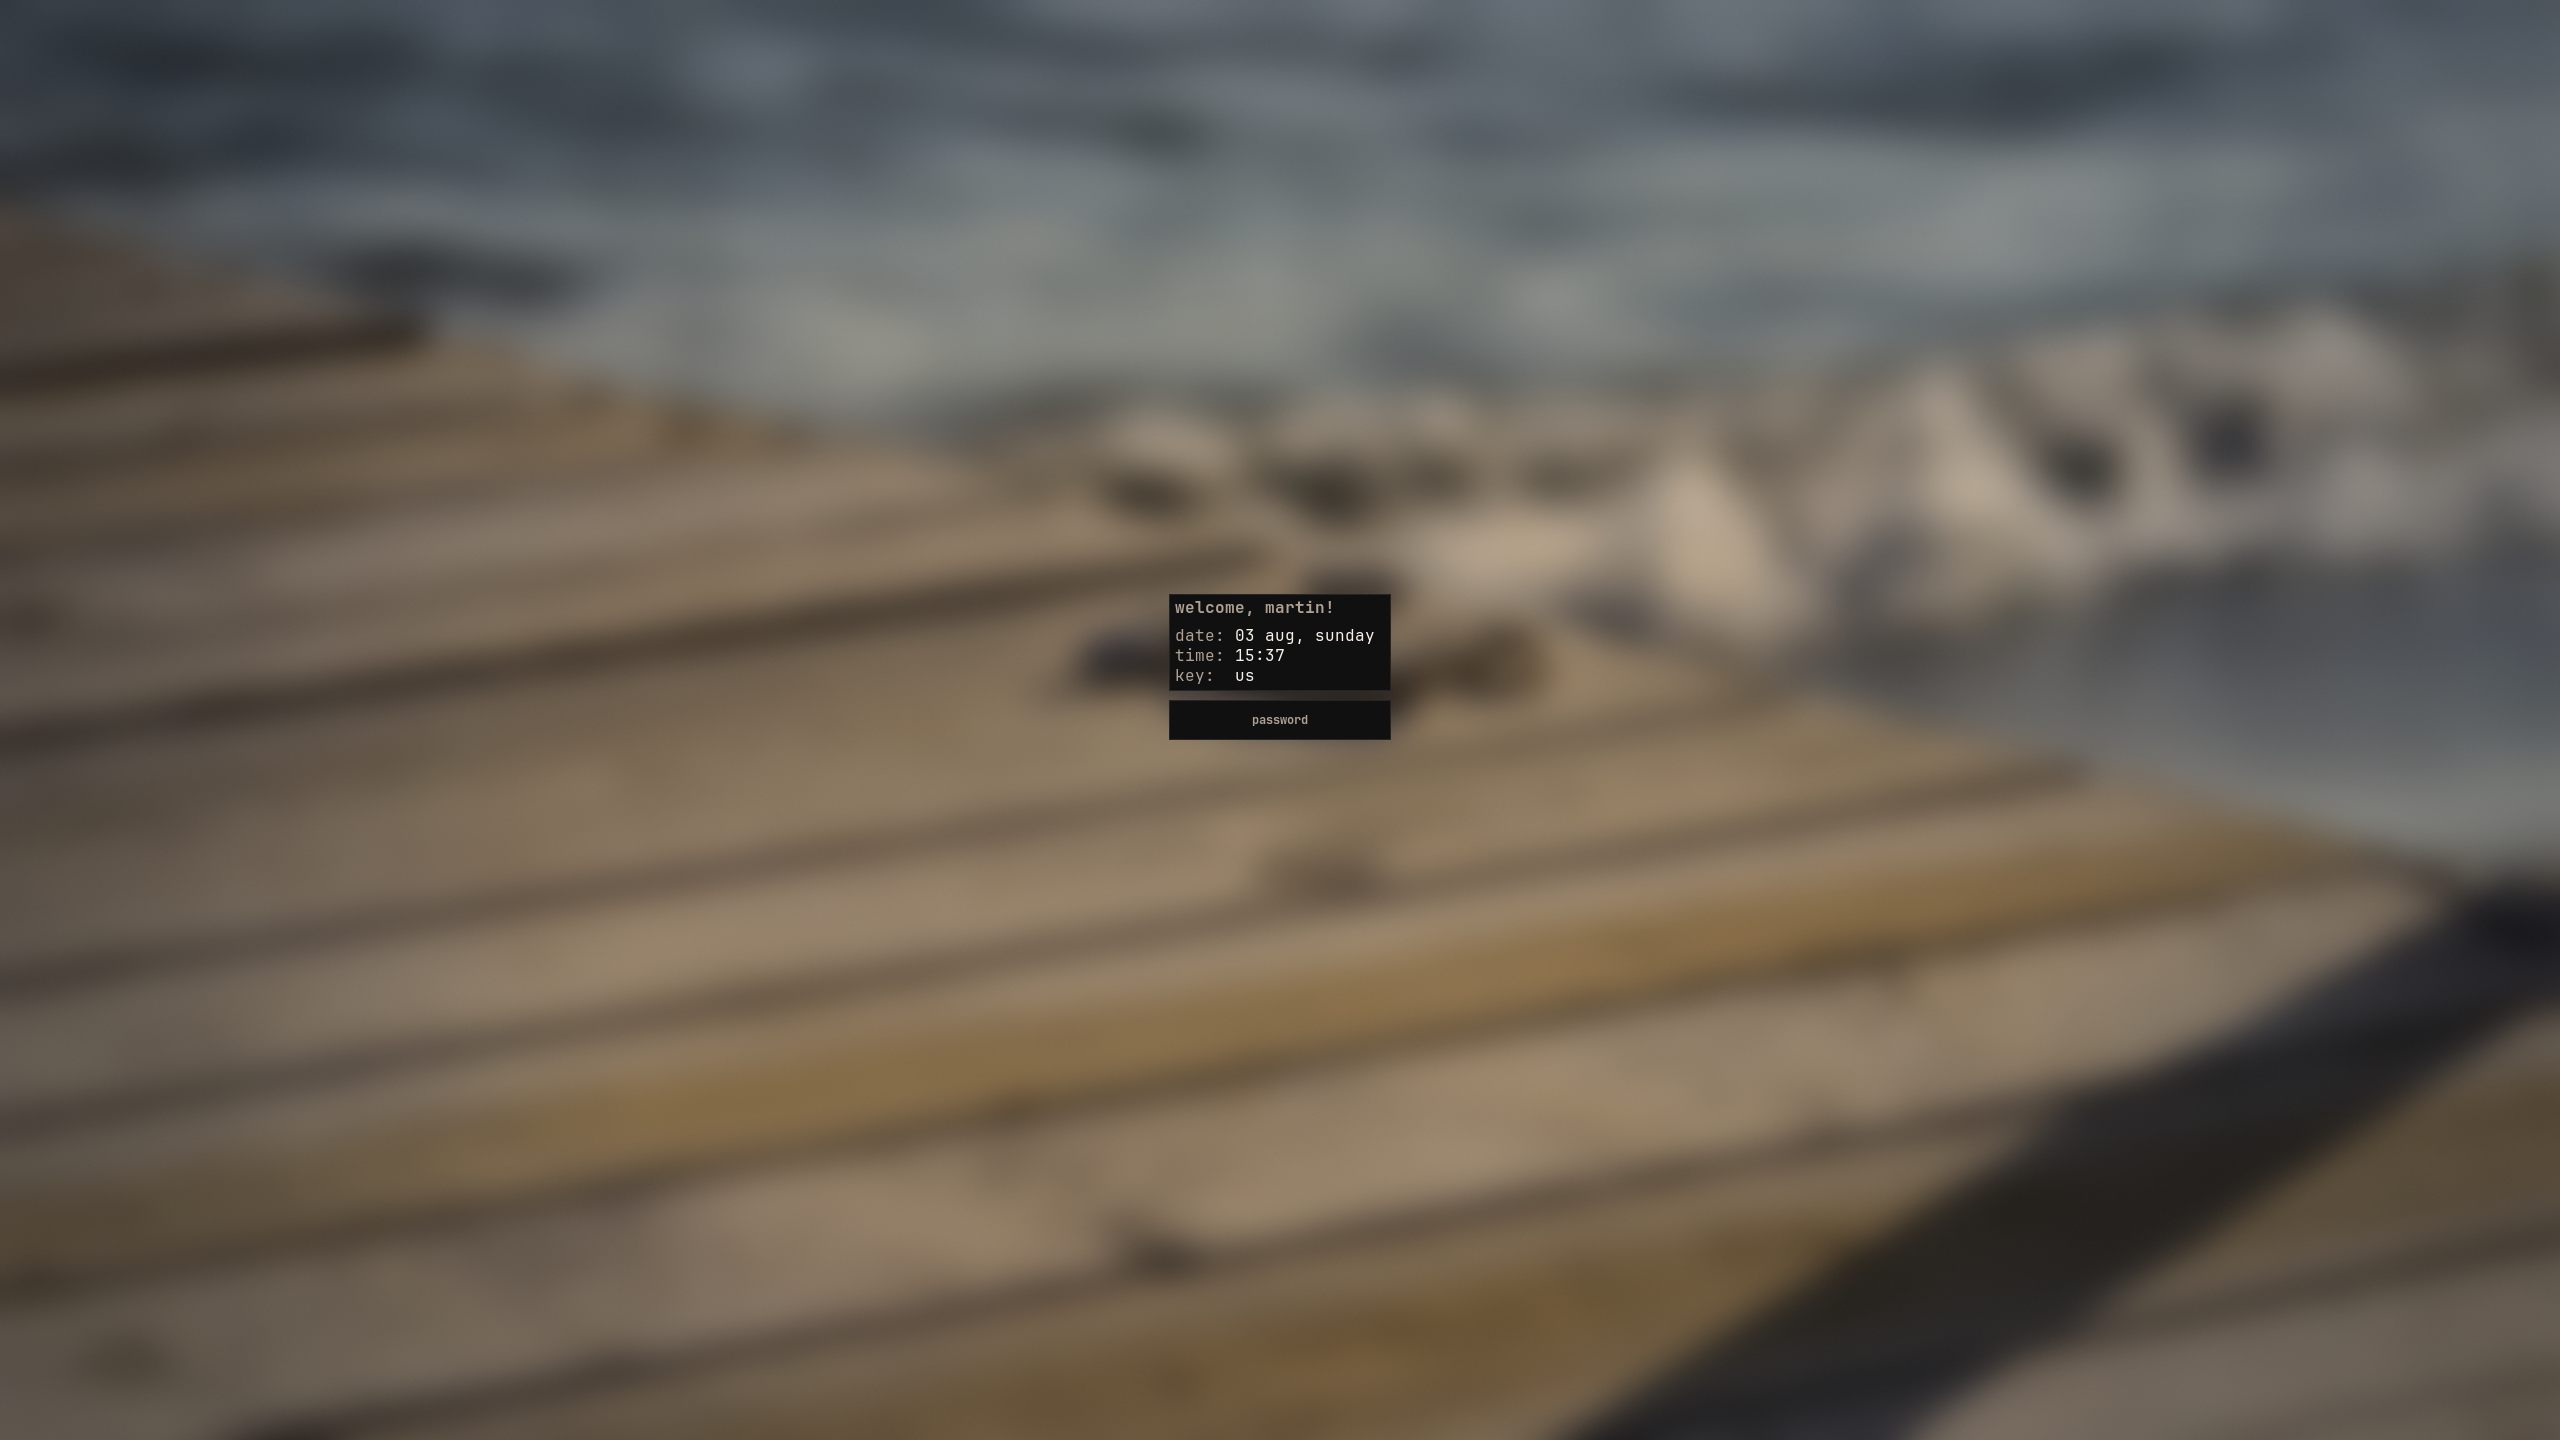 welcome, martin!
date: 03 aug, sunday
time: 15:37
key: us
password